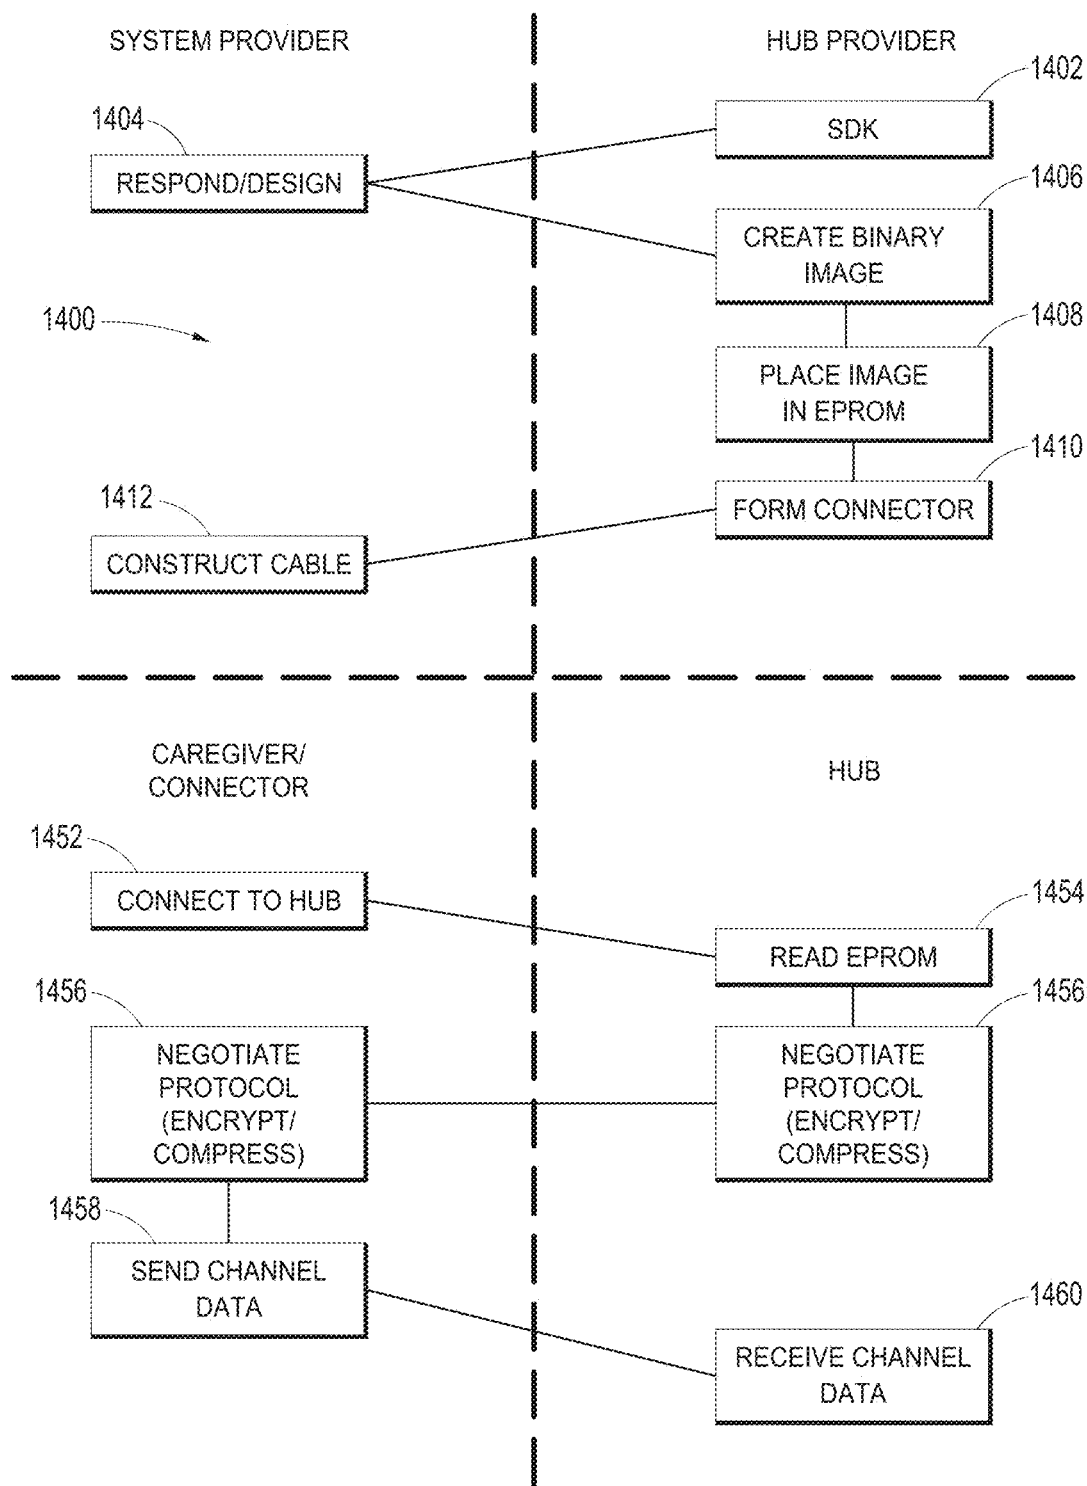 SYSTEM PROVIDER
HUB PROVIDER
1402
SDK
1404
RESPOND/DESIGN
1406
CREATE BINARY
IMAGE
1400
1408
PLACE IMAGE
IN EPROM
1410
FORM CONNECTOR
1412
CONSTRUCT CABLE
CAREGIVER/
CONNECTOR
HUB
1452
CONNECT TO HUB
1454
READ EPROM
1456
NEGOTIATE
PROTOCOL
(ENCRYPT/
COMPRESS)
1456
NEGOTIATE
PROTOCOL
(ENCRYPT/
COMPRESS)
1458
SEND CHANNEL
DATA
1460
RECEIVE CHANNEL
DATA